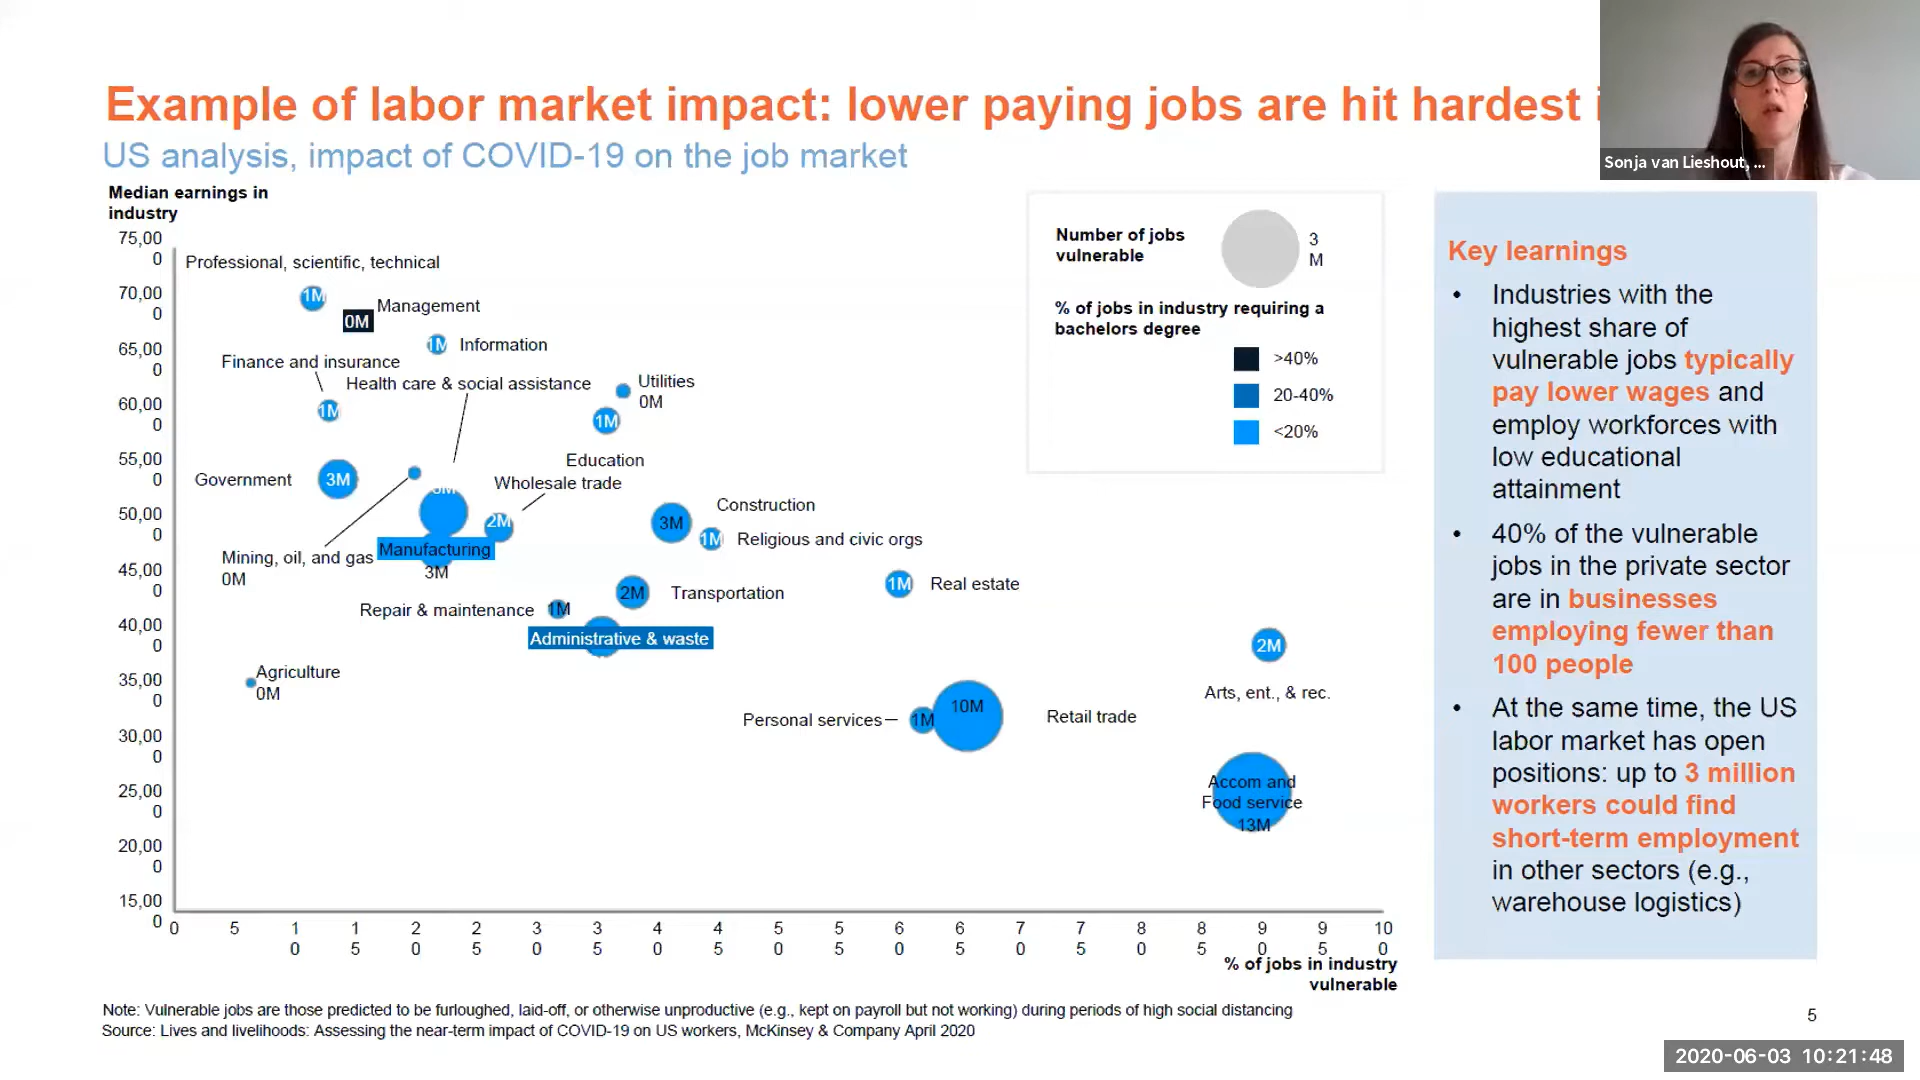 Example of labor market impact: lower paying jobs are hit hardest
US analysis, impact of COVID-19 on the job market
Sonja van Lieshout, ...
Median earnings in
industry
75,00
0
70,00
0
65,00
0
60,00
0
55,00
0
50,00
0
45,00
0
40,00
0
35,00
0
30,00
0
25,00
0
20,00
0
15,00
0
Professional, scientific, technical
1M
Management
0M
1M
Information
Finance and insurance
1M
Health care & social assistance
Utilities
0M
1M
Education
Government
3M
Wholesale trade
2M
Construction
3M
1M
Religious and civic orgs
Mining, oil, and gas
0M
Manufacturing
3M
1M
Real estate
2M
Transportation
Repair & maintenance
1M
Administrative & waste
2M
Arts, ent., & rec.
Agriculture
0M
Personal services
1M
10M
Retail trade
Accom and
Food service
13M
0
5
1
0
1
5
2
0
2
5
3
0
3
5
4
0
4
5
5
0
5
5
6
0
6
5
7
0
7
5
8
0
8
5
9
0
9
5
10
0
% of jobs in industry
vulnerable
Number of jobs
vulnerable
3
M
% of jobs in industry requiring a
bachelors degree
>40%
20-40%
<20%
Key learnings
• Industries with the
highest share of
vulnerable jobs typically
pay lower wages and
employ workforces with
low educational
attainment
• 40% of the vulnerable
jobs in the private sector
are in businesses
employing fewer than
100 people
• At the same time, the US
labor market has open
positions: up to 3 million
workers could find
short-term employment
in other sectors (e.g.,
warehouse logistics)
Note: Vulnerable jobs are those predicted to be furloughed, laid-off, or otherwise unproductive (e.g., kept on payroll but not working) during periods of high social distancing
Source: Lives and livelihoods: Assessing the near-term impact of COVID-19 on US workers, McKinsey & Company April 2020
5
2020-06-03 10:21:48